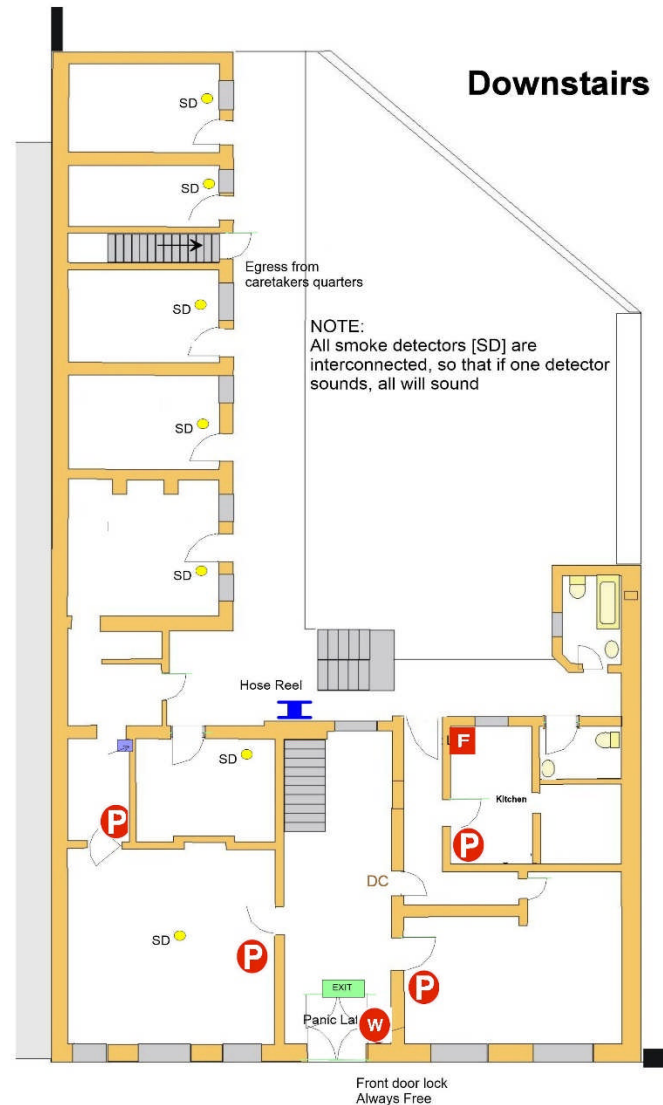 Downstairs
SD
SD
Egress from
caretakers quarters
SD
NOTE:
All smoke detectors [SD] are
interconnected, so that if one detector
sounds, all will sound
SD
SD
Hose Reel
F
SD
Kitchen
P
P
DC
SD
P
P
EXIT
Panic Lat
W
Front door lock
Always Free